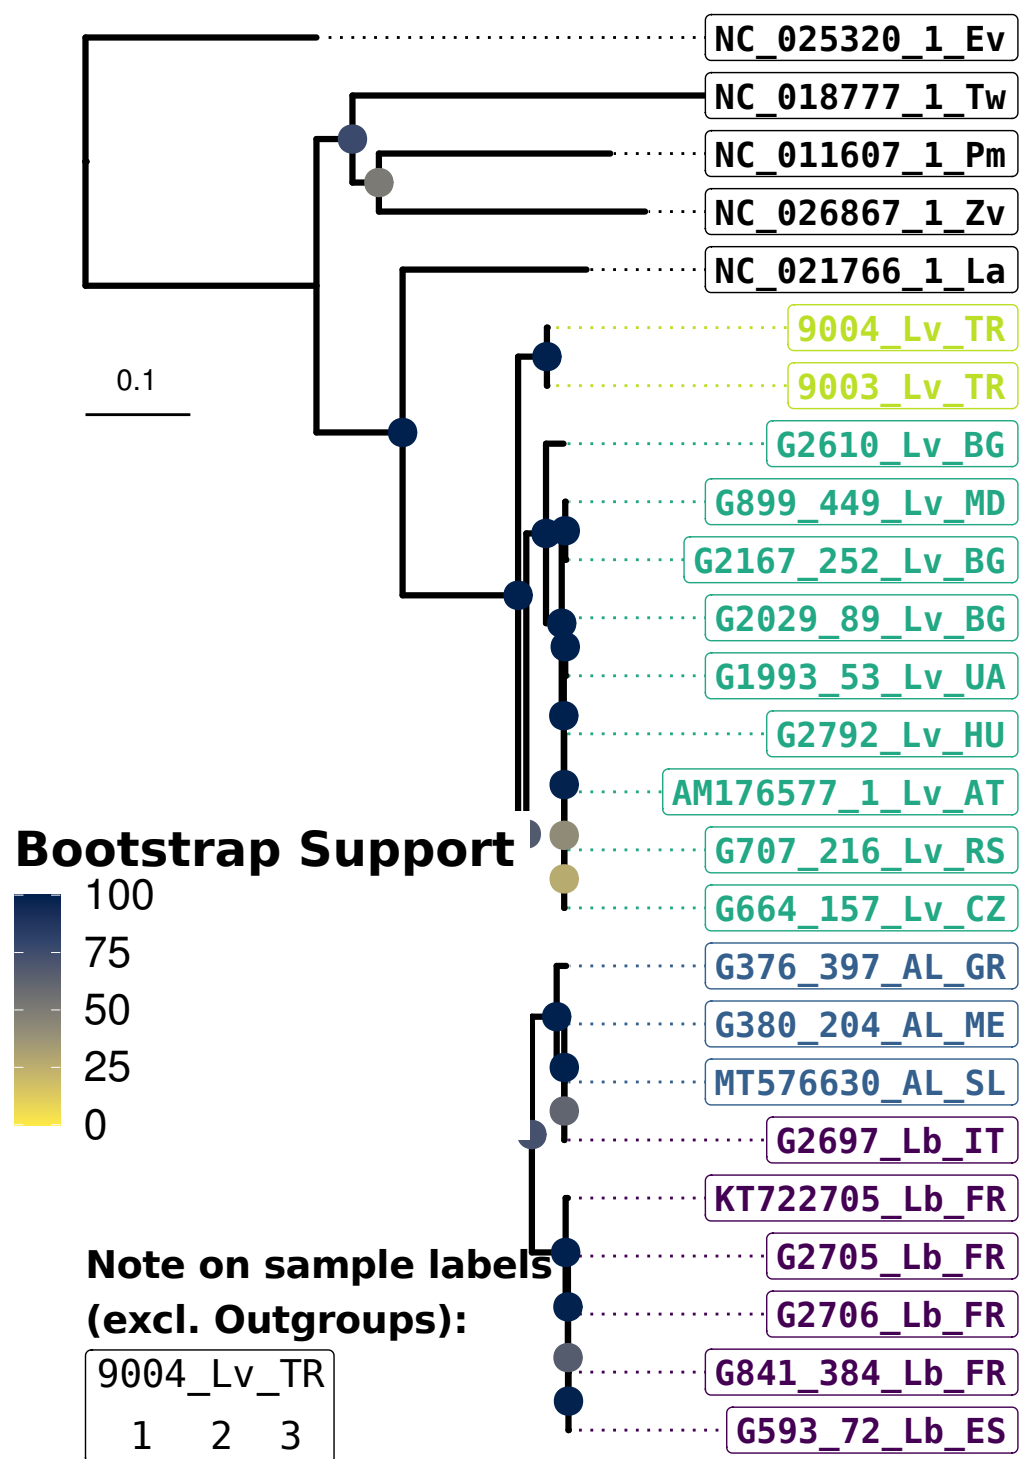 NC_025320_1_Ev
NC_018777_1_Tw
NC_011607_1_Pm
NC_026867_1_Zv
NC_021766_1_La
9004_Lv_TR
0.1
9003_Lv_TR
G2610_Lv_BG
G899_449_Lv_MD
G2167_252_Lv_BG
G2029_89_Lv_BG
G1993_53_Lv_UA
G2792_Lv_HU
AM176577_1_Lv_AT
G707_216_Lv_RS
G664_157_Lv_CZ
G376_397_AL_GR
G380_204_AL_ME
MT576630_AL_SL
G2697_Lb_IT
KT722705_Lb_FR
G2705_Lb_FR
G2706_Lb_FR
G841_384_Lb_FR
G593_72_Lb_ES
Bootstrap Support
100
75
50
25
0
Note on sample labels
(excl. Outgroups):
9004_Lv_TR
1 2 3